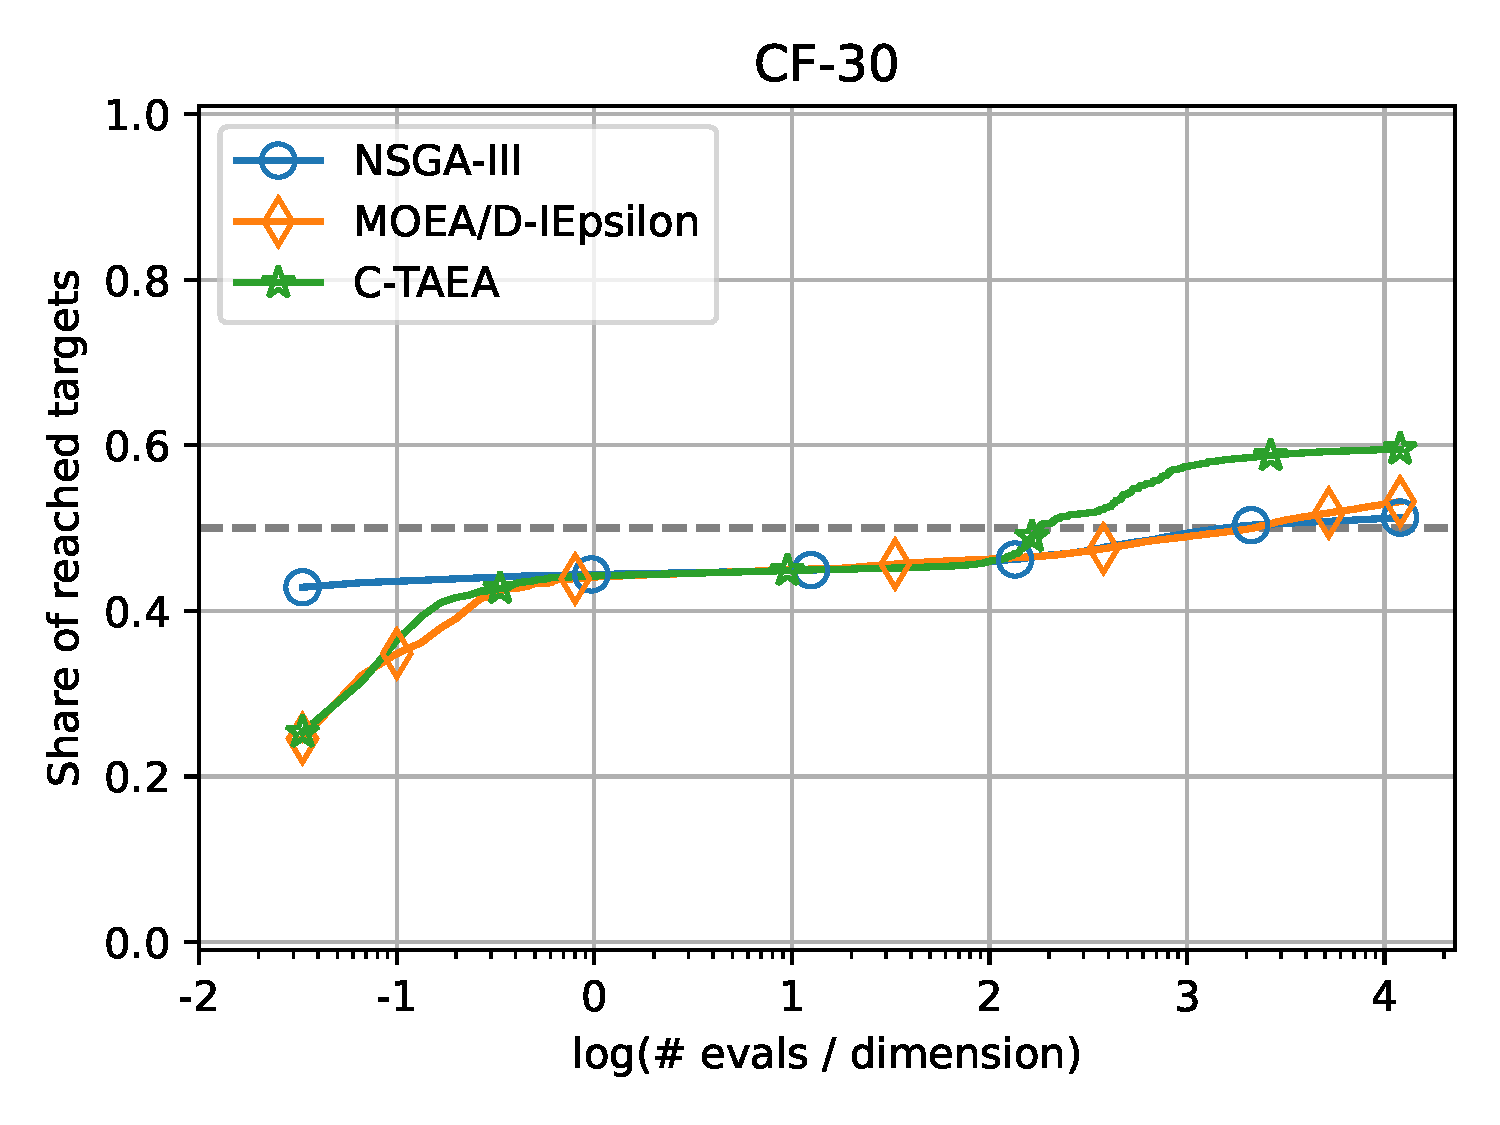 CF-30
NSGA-III
MOEA/D-IEpsilon
C-TAEA
Share of reached targets
1.0
0.8
0.6
0.4
0.2
0.0
-2 -1 0 1 2 3 4
log(# evals / dimension)